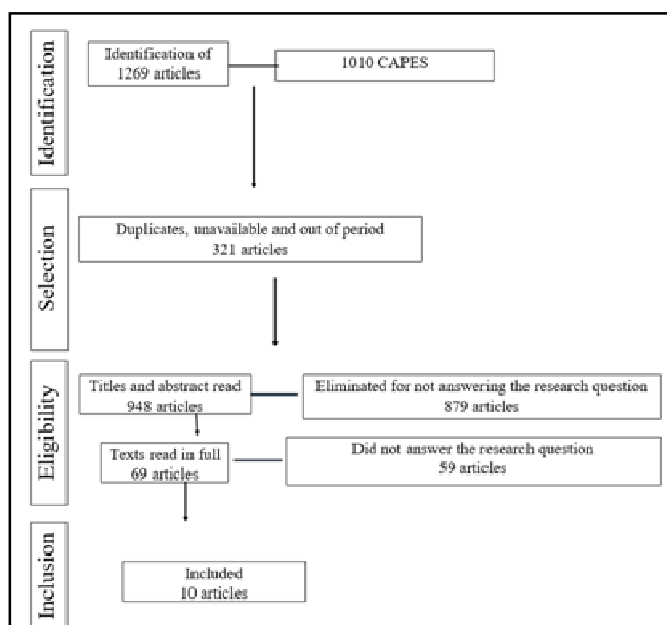 Identification
Identification of
1269 articles
1010 CAPES
Selection
Duplicates, unavailable and out of period
321 articles
Eligibility
Titles and abstract read
948 articles
Eliminated for not answering the research question
879 articles
Texts read in full
69 articles
Did not answer the research question
59 articles
Inclusion
Included
10 articles